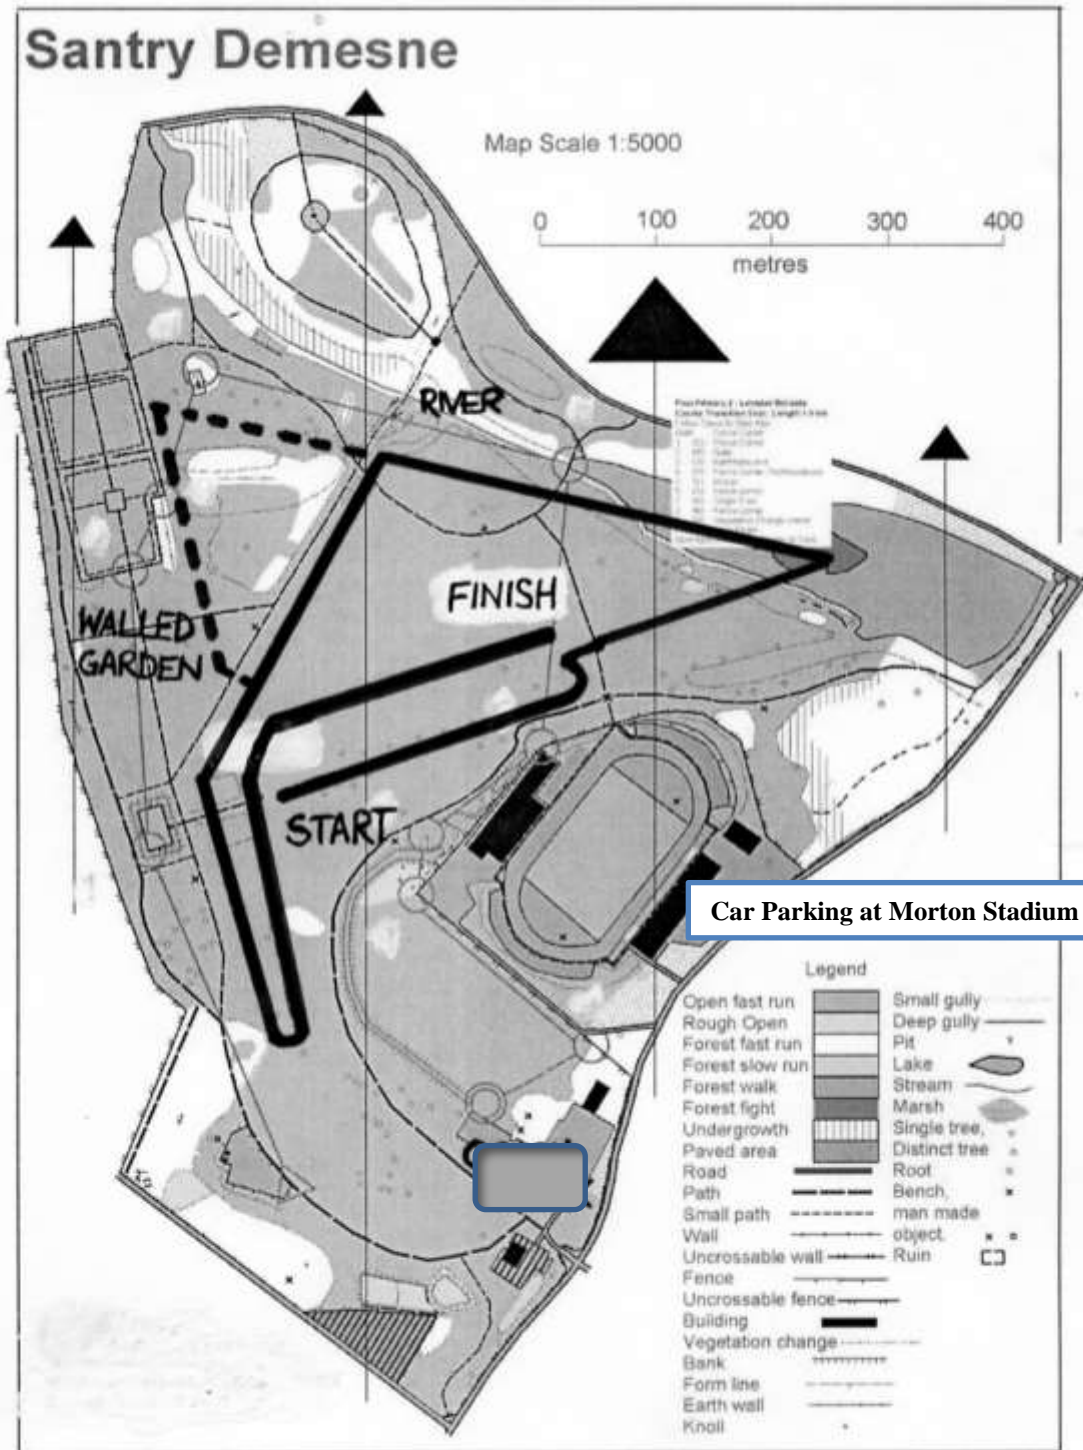 Santry Demesne
Map Scale 1:5000
0 100 200 300 400
metres
RIVER
FINISH
WALLED
GARDEN
START.
Car Parking at Morton Stadium
Legend
Open fast run
Rough Open
Forest fast run
Forest slow run
Forest walk
Forest fight
Undergrowth
Paved area
Road
Path
Small path
Wall
Uncrossable wall
Fence
Uncrossable fence
Building
Vegetation change
Bank
Form line
Earth wall
Knoll
Small gully
Deep gully
Pit
Lake
Stream
Marsh
Single tree,
Distinct tree
Root
Bench,
man made
object.
Ruin